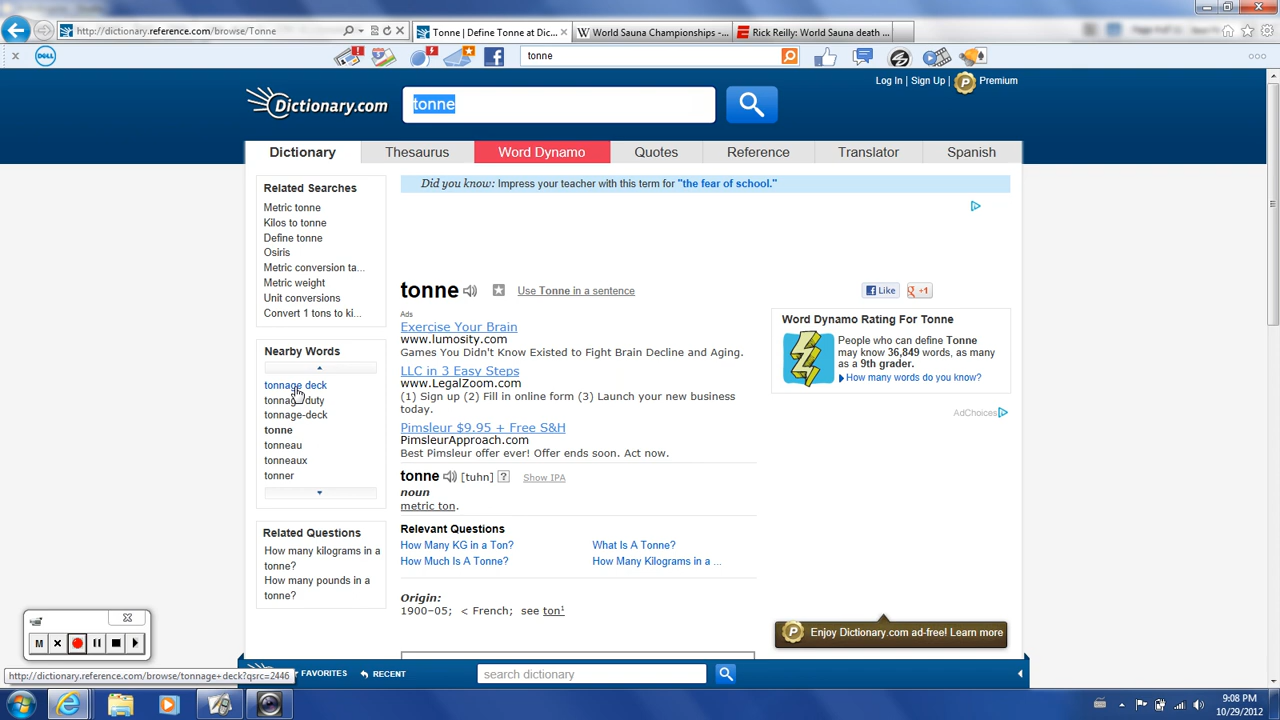 http://dictionary.reference.com/browse/Tonne
Tonne | Define Tonne at Dic...
World Sauna Championships -...
Rick Reilly: World Sauna death ...
DELL
tonne
Log In | Sign Up | P Premium
Dictionary.com
tonne
Dictionary
Thesaurus
Word Dynamo
Quotes
Reference
Translator
Spanish
Related Searches
Metric tonne
Kilos to tonne
Define tonne
Osiris
Metric conversion ta...
Metric weight
Unit conversions
Convert 1 tons to ki...
Nearby Words
tonnage deck
tonnage duty
tonnage-deck
tonne
tonneau
tonneaux
tonner
Related Questions
How many kilograms in a
tonne?
How many pounds in a
tonne?
Did you know: Impress your teacher with this term for "the fear of school."
tonne
Use Tonne in a sentence
Like
g +1
Ads
Exercise Your Brain
www.lumosity.com
Games You Didn't Know Existed to Fight Brain Decline and Aging.
LLC in 3 Easy Steps
www.LegalZoom.com
(1) Sign up (2) Fill in online form (3) Launch your new business
today.
Pimsleur $9.95 + Free S&H
PimsleurApproach.com
Best Pimsleur offer ever! Offer ends soon. Act now.
tonne [tuhn] ? Show IPA
noun
metric ton.
Relevant Questions
How Many KG in a Ton?
What Is A Tonne?
How Much Is A Tonne?
How Many Kilograms in a ...
Origin:
1900–05; < French; see ton1
Word Dynamo Rating For Tonne
People who can define Tonne
may know 36,849 words, as many
as a 9th grader.
How many words do you know?
AdChoices
P Enjoy Dictionary.com ad-free! Learn more
M
http://dictionary.reference.com/browse/tonnage+deck?qsrc=2446
FAVORITES
RECENT
search dictionary
9:08 PM
10/29/2012